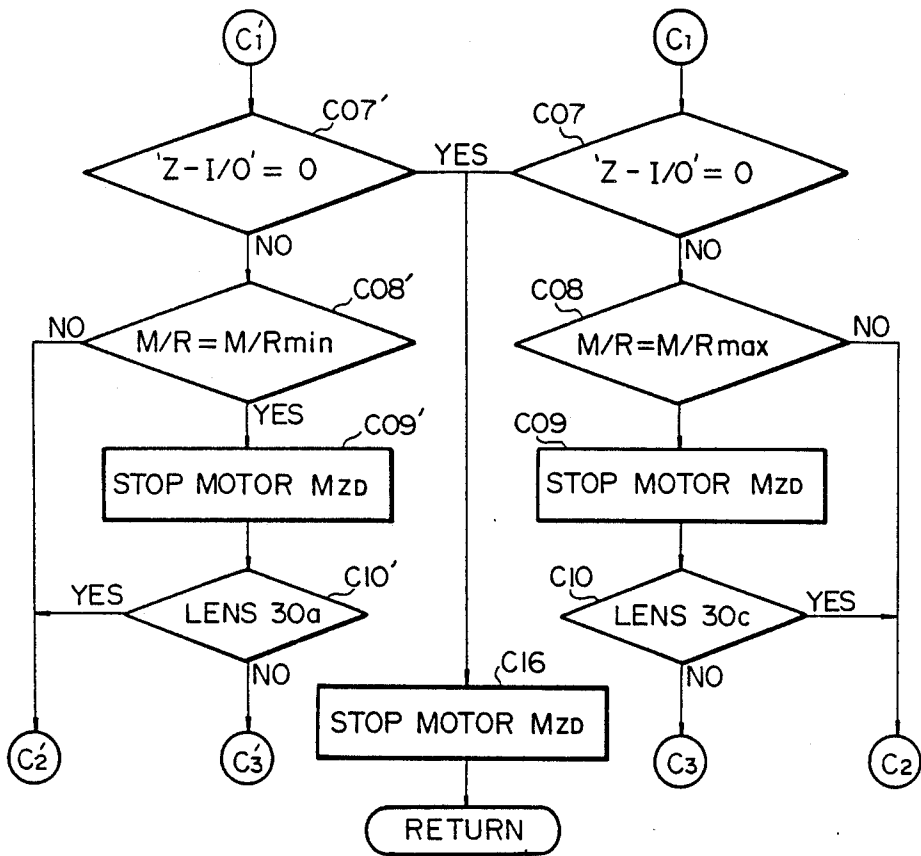 C1' C1
C07' C07
'Z-I/O' = 0 YES 'Z-I/O' = 0
NO NO
C08' C08
NO M/R=M/Rmin M/R=M/Rmax NO
YES
C09' C09
STOP MOTOR MZD STOP MOTOR MZD
C10' C10
YES LENS 30a LENS 30c YES
NO C16 NO
STOP MOTOR MZD
C2' C3' C3 C2
RETURN